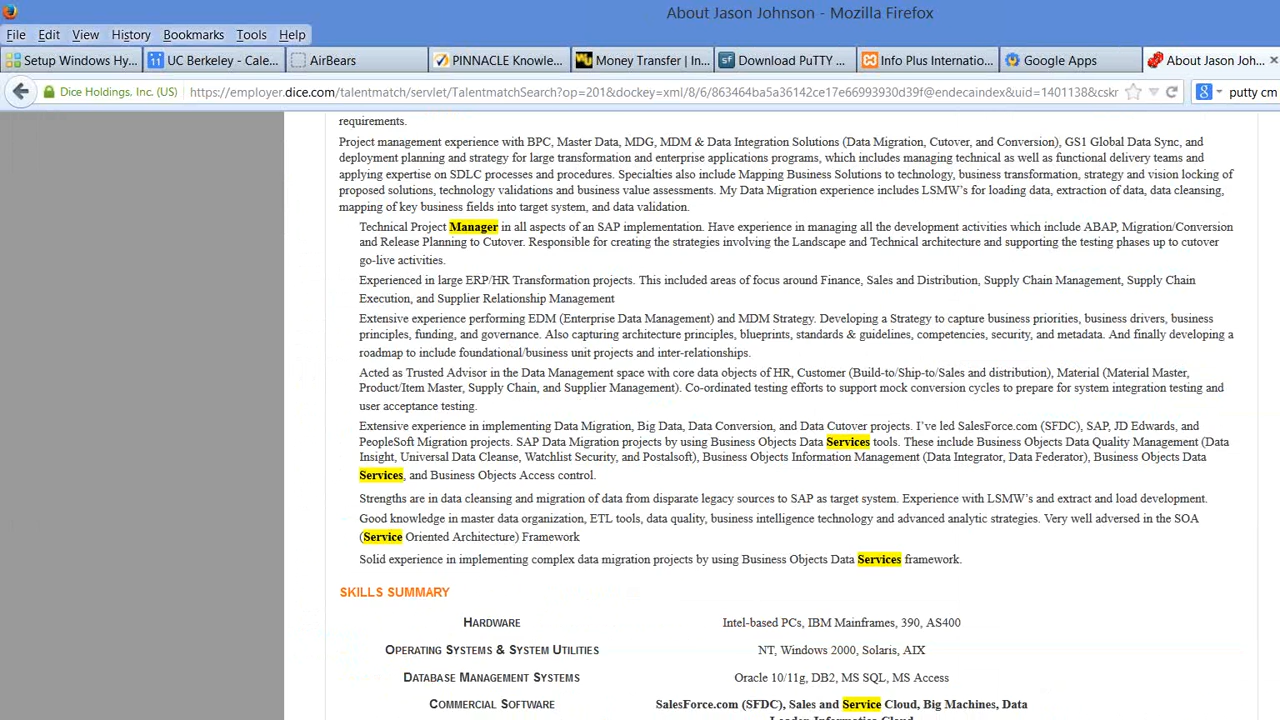 About Jason Johnson - Mozilla Firefox
File Edit View History Bookmarks Tools Help
Setup Windows Hy... UC Berkeley - Cale... AirBears PINNACLE Knowle... Money Transfer | In... Download PuTTY ... Info Plus Internatio... Google Apps About Jason Joh...
Dice Holdings. Inc. (US) https://employer.dice.com/talentmatch/servlet/TalentmatchSearch?op=201&dockey=xml/8/6/863464ba5a36142ce17e66993930d39f@endecaindex&uid=1401138&cskr putty cm
requirements.
Project management experience with BPC, Master Data, MDG, MDM & Data Integration Solutions (Data Migration, Cutover, and Conversion), GS1 Global Data Sync, and
deployment planning and strategy for large transformation and enterprise applications programs, which includes managing technical as well as functional delivery teams and
applying expertise on SDLC processes and procedures. Specialties also include Mapping Business Solutions to technology, business transformation, strategy and vision locking of
proposed solutions, technology validations and business value assessments. My Data Migration experience includes LSMW's for loading data, extraction of data, data cleansing,
mapping of key business fields into target system, and data validation.
Technical Project Manager in all aspects of an SAP implementation. Have experience in managing all the development activities which include ABAP, Migration/Conversion
and Release Planning to Cutover. Responsible for creating the strategies involving the Landscape and Technical architecture and supporting the testing phases up to cutover
go-live activities.
Experienced in large ERP/HR Transformation projects. This included areas of focus around Finance, Sales and Distribution, Supply Chain Management, Supply Chain
Execution, and Supplier Relationship Management
Extensive experience performing EDM (Enterprise Data Management) and MDM Strategy. Developing a Strategy to capture business priorities, business drivers, business
principles, funding, and governance. Also capturing architecture principles, blueprints, standards & guidelines, competencies, security, and metadata. And finally developing a
roadmap to include foundational/business unit projects and inter-relationships.
Acted as Trusted Advisor in the Data Management space with core data objects of HR, Customer (Build-to/Ship-to/Sales and distribution), Material (Material Master,
Product/Item Master, Supply Chain, and Supplier Management). Co-ordinated testing efforts to support mock conversion cycles to prepare for system integration testing and
user acceptance testing.
Extensive experience in implementing Data Migration, Big Data, Data Conversion, and Data Cutover projects. I've led SalesForce.com (SFDC), SAP, JD Edwards, and
PeopleSoft Migration projects. SAP Data Migration projects by using Business Objects Data Services tools. These include Business Objects Data Quality Management (Data
Insight, Universal Data Cleanse, Watchlist Security, and Postalsoft), Business Objects Information Management (Data Integrator, Data Federator), Business Objects Data
Services, and Business Objects Access control.
Strengths are in data cleansing and migration of data from disparate legacy sources to SAP as target system. Experience with LSMW's and extract and load development.
Good knowledge in master data organization, ETL tools, data quality, business intelligence technology and advanced analytic strategies. Very well adversed in the SOA
(Service Oriented Architecture) Framework
Solid experience in implementing complex data migration projects by using Business Objects Data Services framework.
SKILLS SUMMARY
HARDWARE Intel-based PCs, IBM Mainframes, 390, AS400
OPERATING SYSTEMS & SYSTEM UTILITIES NT, Windows 2000, Solaris, AIX
DATABASE MANAGEMENT SYSTEMS Oracle 10/11g, DB2, MS SQL, MS Access
COMMERCIAL SOFTWARE SalesForce.com (SFDC), Sales and Service Cloud, Big Machines, Data
Loader, Informatica Cloud